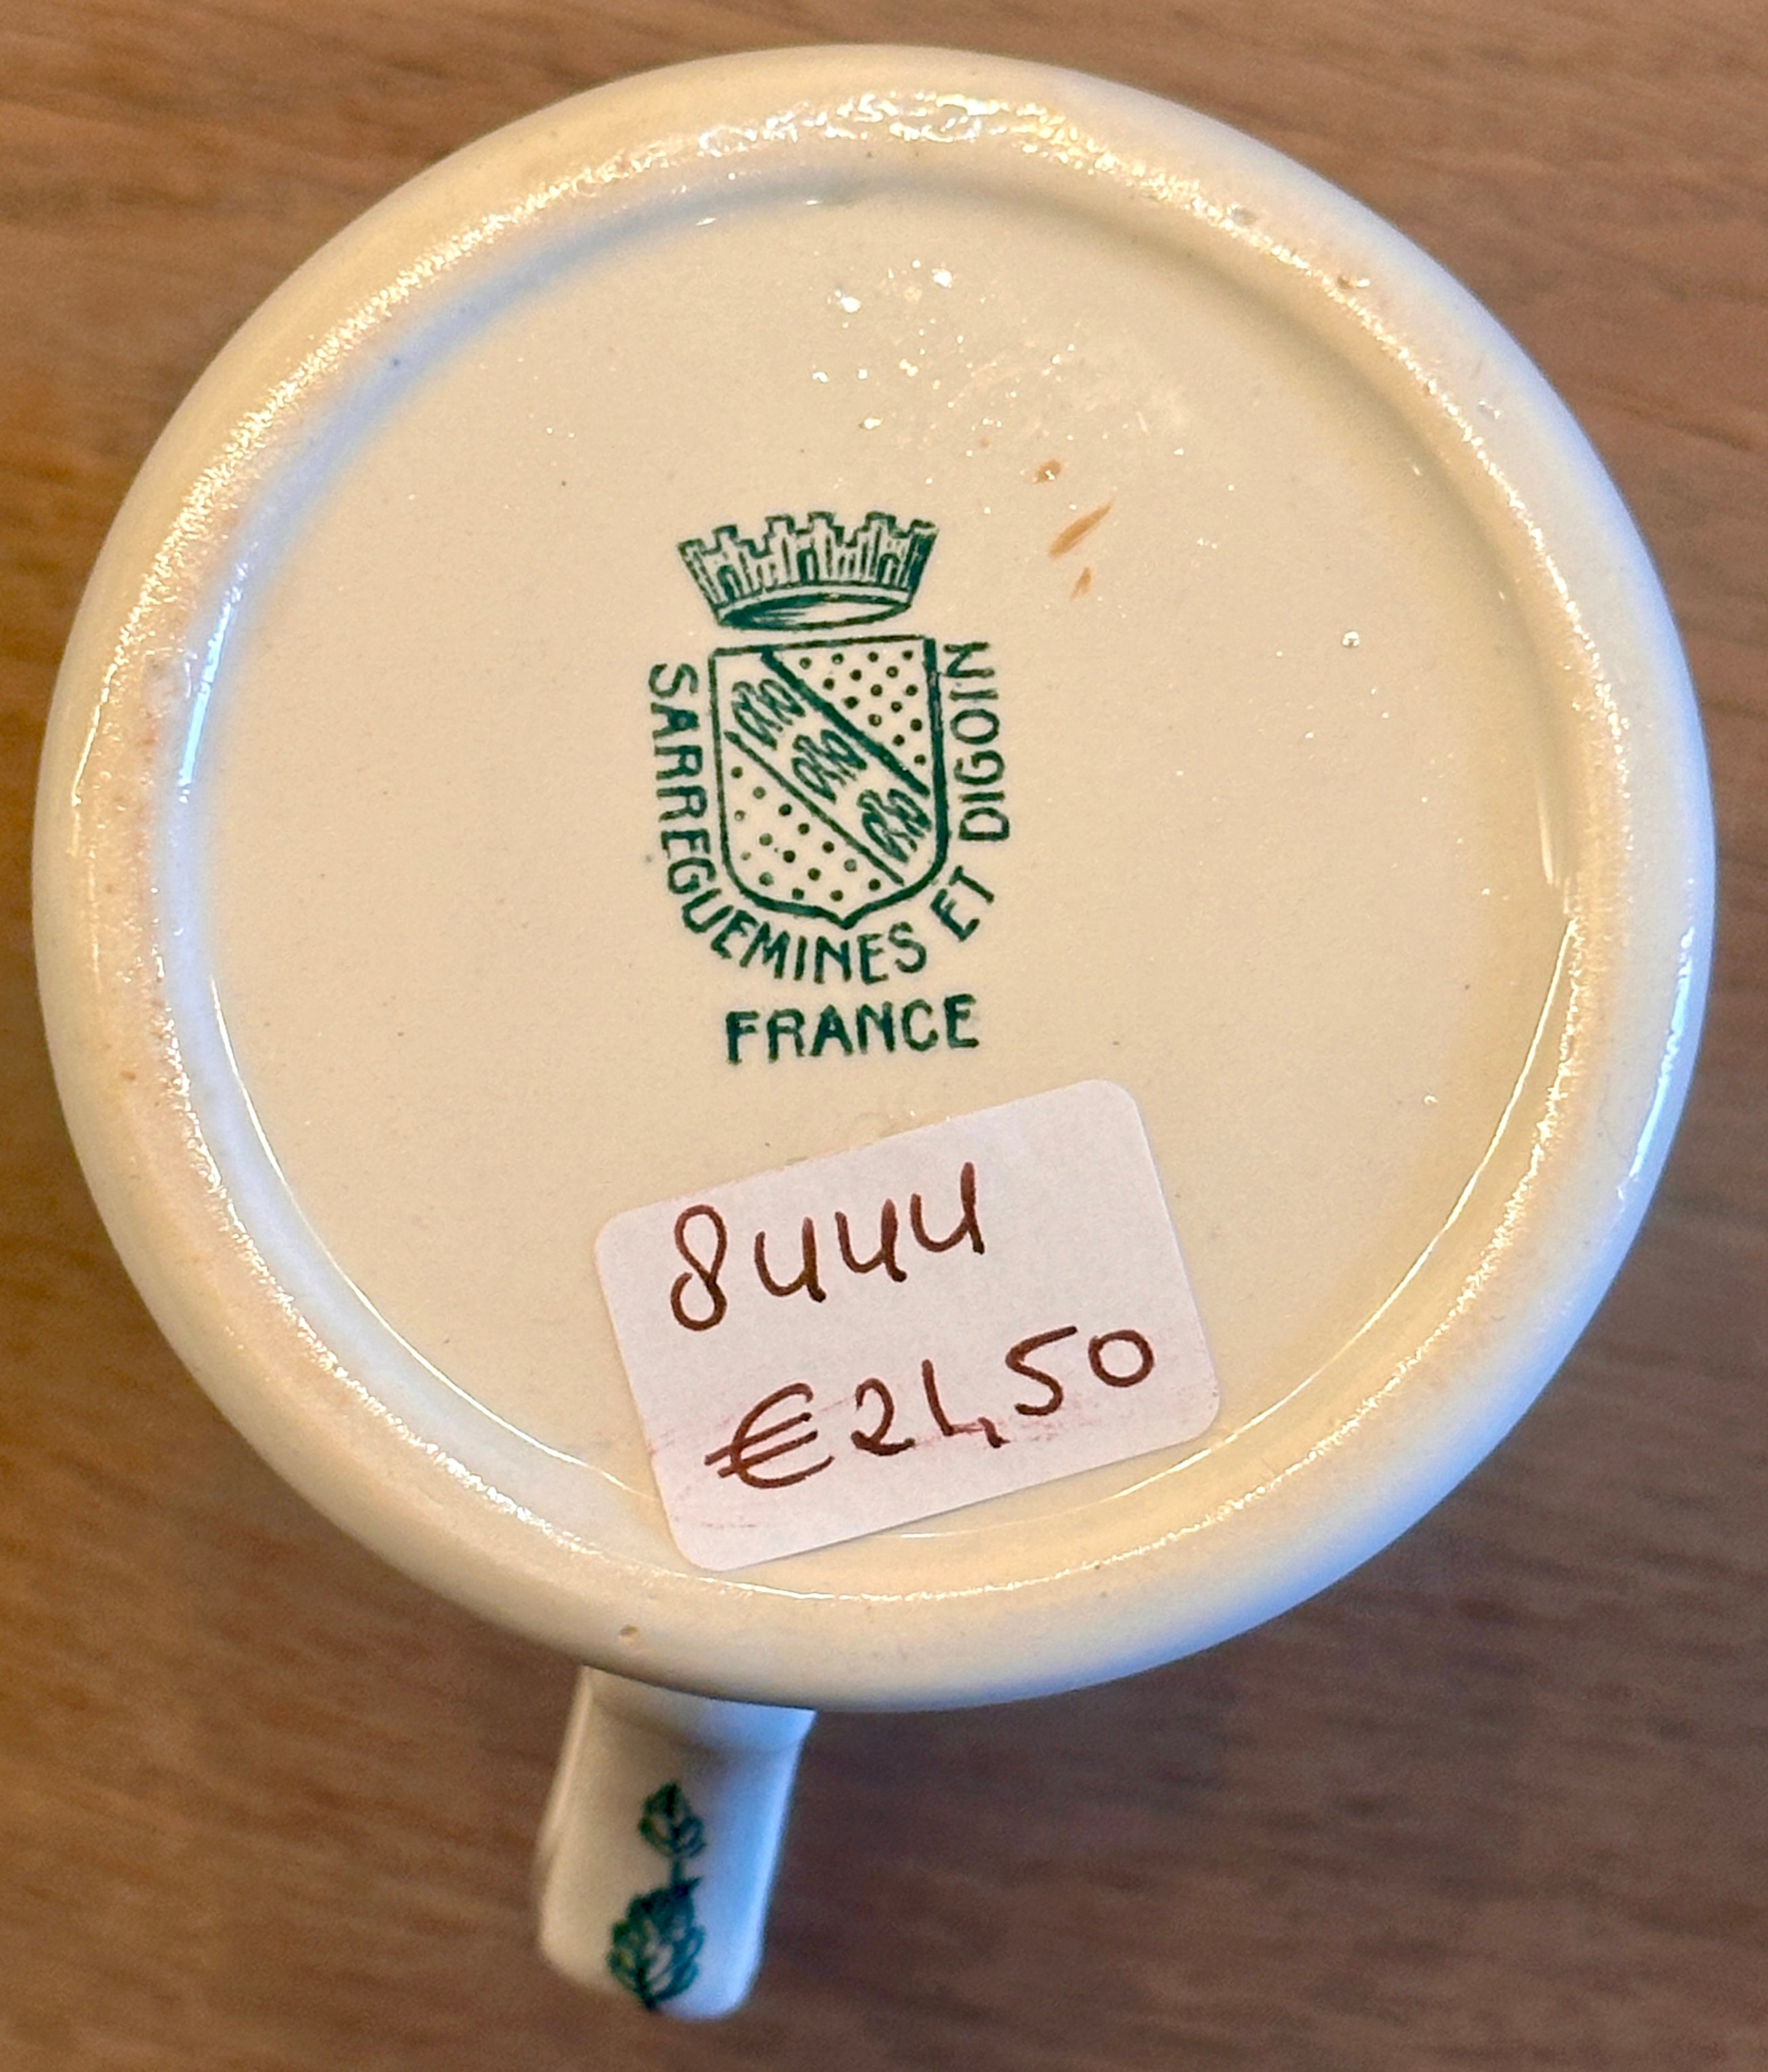 SARREGUEMINES ET DIGOIN
FRANCE
8444
€21,50